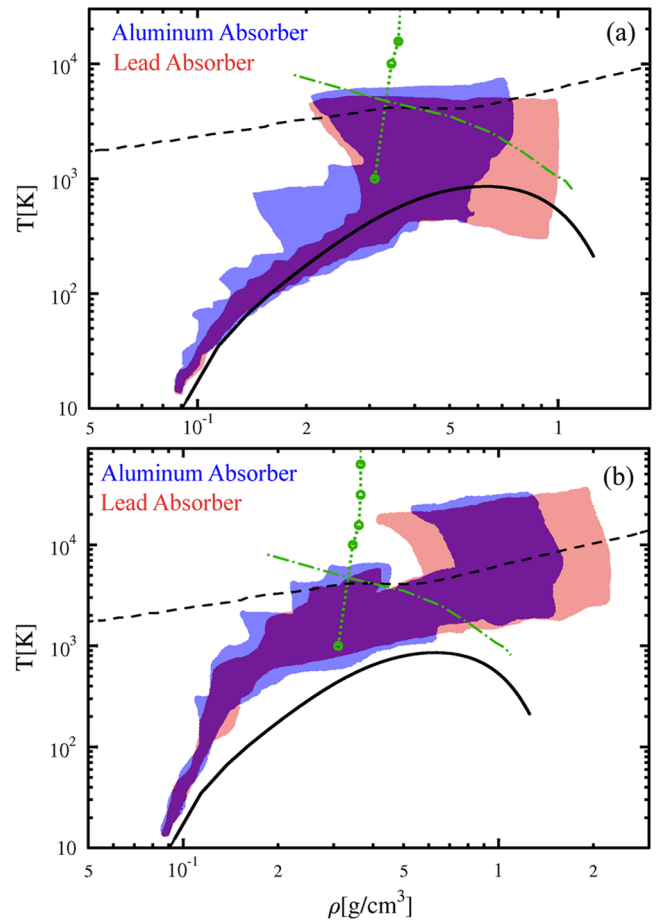 (a)
Aluminum Absorber
Lead Absorber
T[K]
10⁴
10³
10²
10
5 10⁻¹ 2 5 1
(b)
Aluminum Absorber
Lead Absorber
T[K]
10⁴
10³
10²
10
5 10⁻¹ 2 5 1 2
ρ[g/cm³]